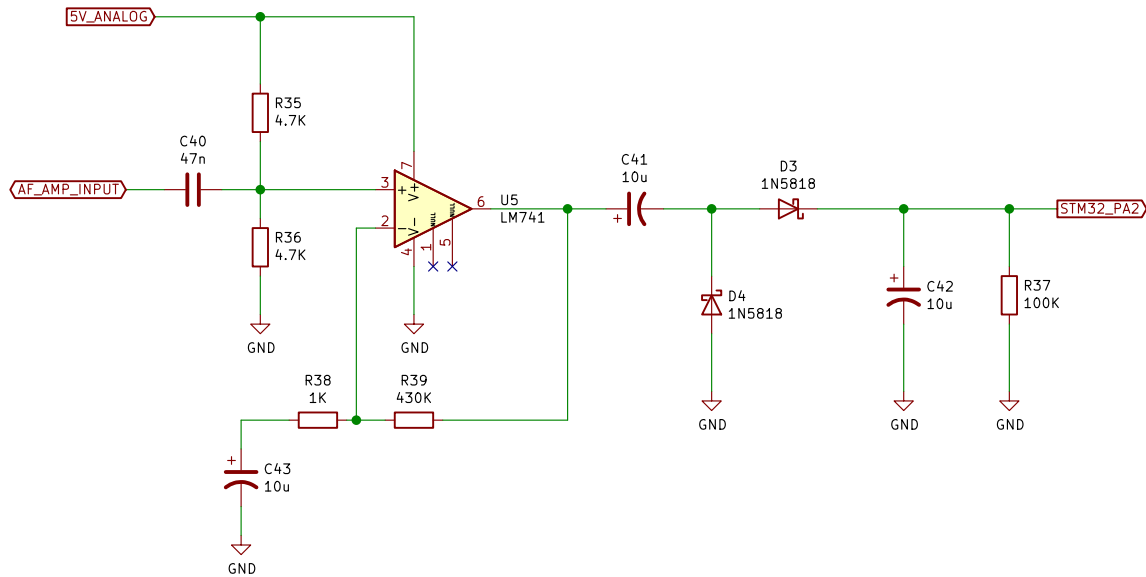 5V_ANALOG
R35
4.7K
C40
47n
AF_AMP_INPUT
R36
4.7K
GND
3
+
2
-
7
V+
V-
4
NULL
1
NULL
5
6
U5
LM741
GND
C41
10u
+
D3
1N5818
STM32_PA2
D4
1N5818
GND
+
C42
10u
GND
R37
100K
GND
R38
1K
R39
430K
+
C43
10u
GND